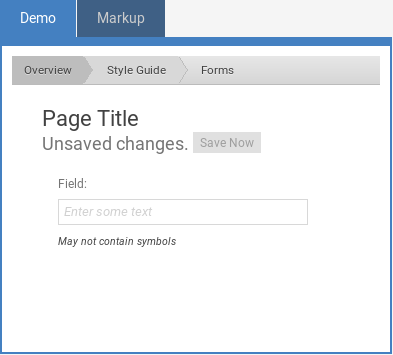 Demo Markup
Overview Style Guide Forms
Page Title
Unsaved changes. Save Now
Field:
Enter some text
May not contain symbols